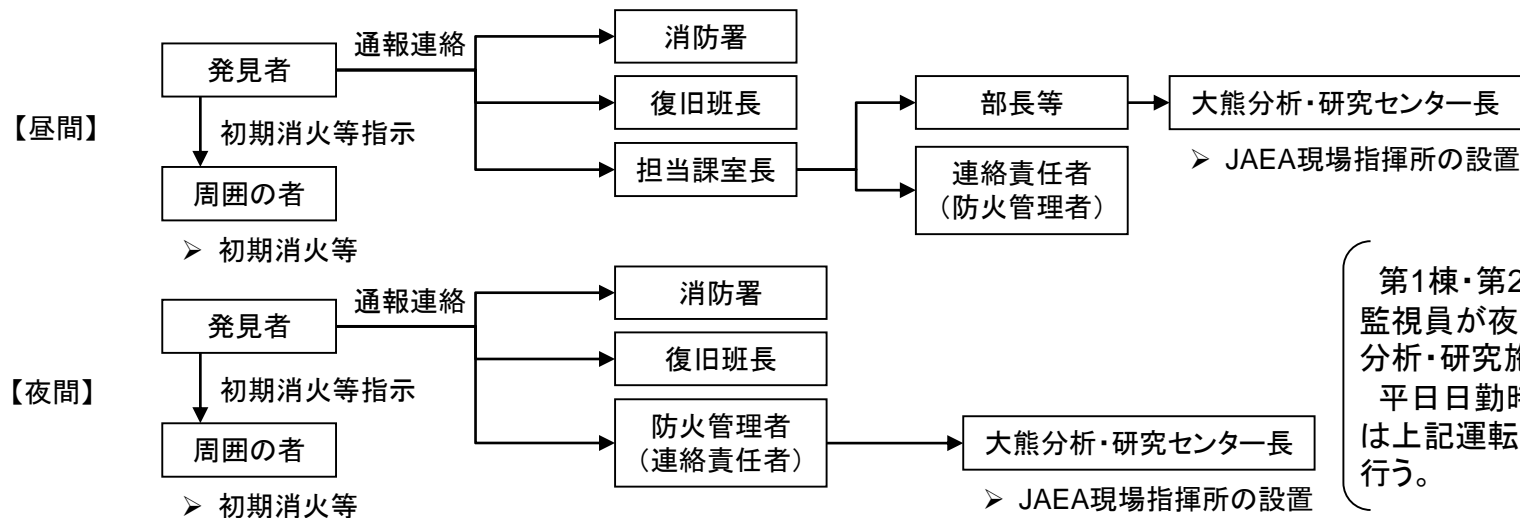 【昼間】
発見者
通報連絡
初期消火等指示
周囲の者
➢ 初期消火等
消防署
復旧班長
担当課室長
部長等
連絡責任者
（防火管理者）
大熊分析・研究センター長
➢ JAEA現場指揮所の設置
【夜間】
発見者
通報連絡
初期消火等指示
周囲の者
➢ 初期消火等
消防署
復旧班長
防火管理者
（連絡責任者）
大熊分析・研究センター長
➢ JAEA現場指揮所の設置
第1棟・第2
監視員が夜
分析・研究施
平日日勤時
は上記運転
行う。